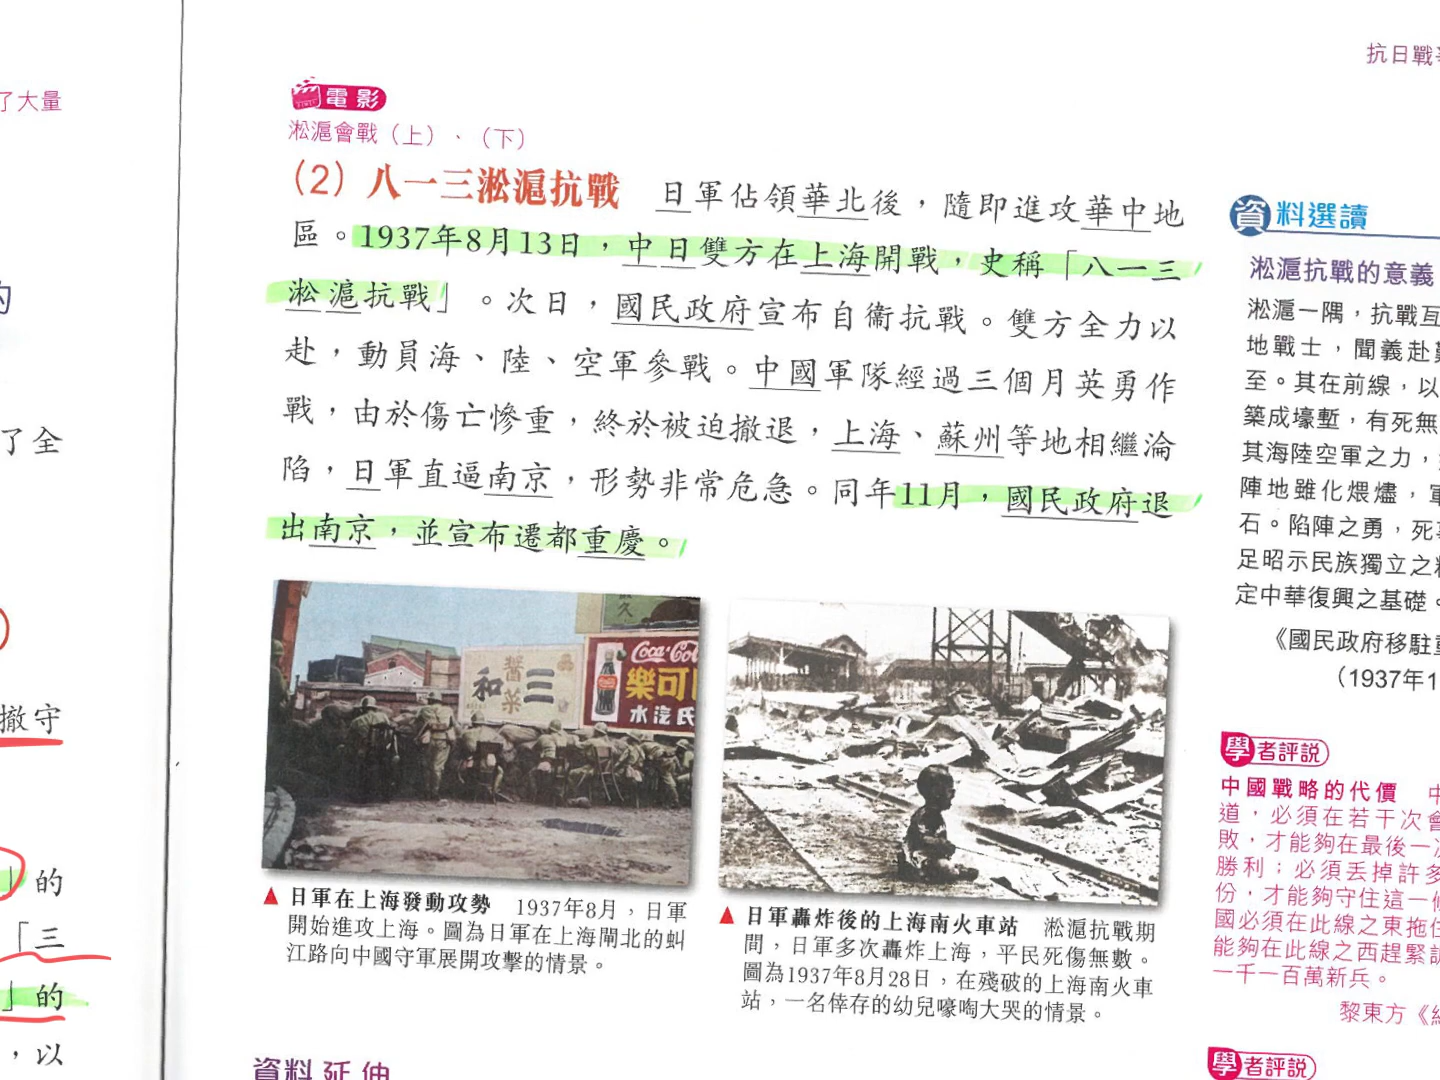 了大量
的
了全
撤守
」的
「三
」的
，以
抗日戰
電影
淞滬會戰（上）、（下）
（2）八一三淞滬抗戰　日軍佔領華北後，隨即進攻華中地
區。1937年8月13日，中日雙方在上海開戰，史稱「八一三
淞滬抗戰」。次日，國民政府宣布自衞抗戰。雙方全力以
赴，動員海、陸、空軍參戰。中國軍隊經過三個月英勇作
戰，由於傷亡慘重，終於被迫撤退，上海、蘇州等地相繼淪
陷，日軍直逼南京，形勢非常危急。同年11月，國民政府退
出南京，並宣布遷都重慶。
久
三和
醬菜
Coca-Co
樂可
水汽氏
▲日軍在上海發動攻勢　1937年8月，日軍
開始進攻上海。圖為日軍在上海閘北的虬
江路向中國守軍展開攻擊的情景。
▲日軍轟炸後的上海南火車站　淞滬抗戰期
間，日軍多次轟炸上海，平民死傷無數。
圖為1937年8月28日，在殘破的上海南火車
站，一名倖存的幼兒嚎啕大哭的情景。
資料延伸
資料選讀
淞滬抗戰的意義
淞滬一隅，抗戰互
地戰士，聞義赴
至。其在前線，以
築成壕塹，有死無
其海陸空軍之力，
陣地雖化煨燼，軍
石。陷陣之勇，死
足昭示民族獨立之
定中華復興之基礎。
《國民政府移駐
（1937年1
學者評説
中國戰略的代價　中
道，必須在若干次會
敗，才能夠在最後一次
勝利；必須丟掉許多
份，才能夠守住這一
國必須在此線之東拖住
能夠在此線之西趕緊訓
一千一百萬新兵。
黎東方《
學者評説